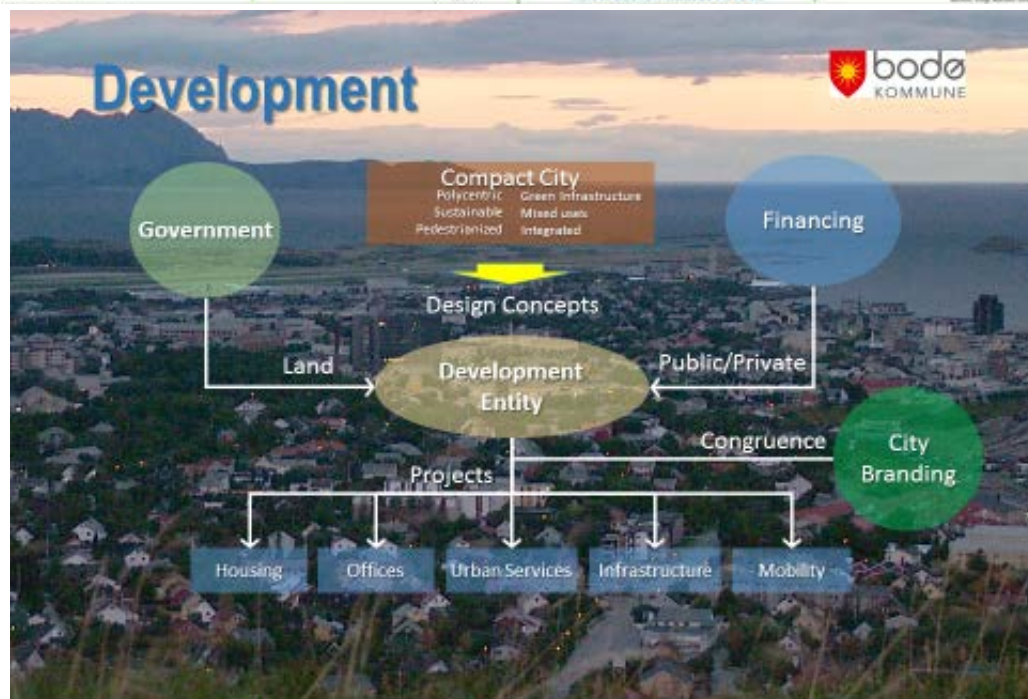 Development
bodø
KOMMUNE
Compact City
Polycentric Green Infrastructure
Sustainable Mixed uses
Pedestrianized Integrated
Government
Financing
Design Concepts
Land
Public/Private
Development
Entity
Congruence
City
Branding
Projects
Housing
Offices
Urban Services
Infrastructure
Mobility